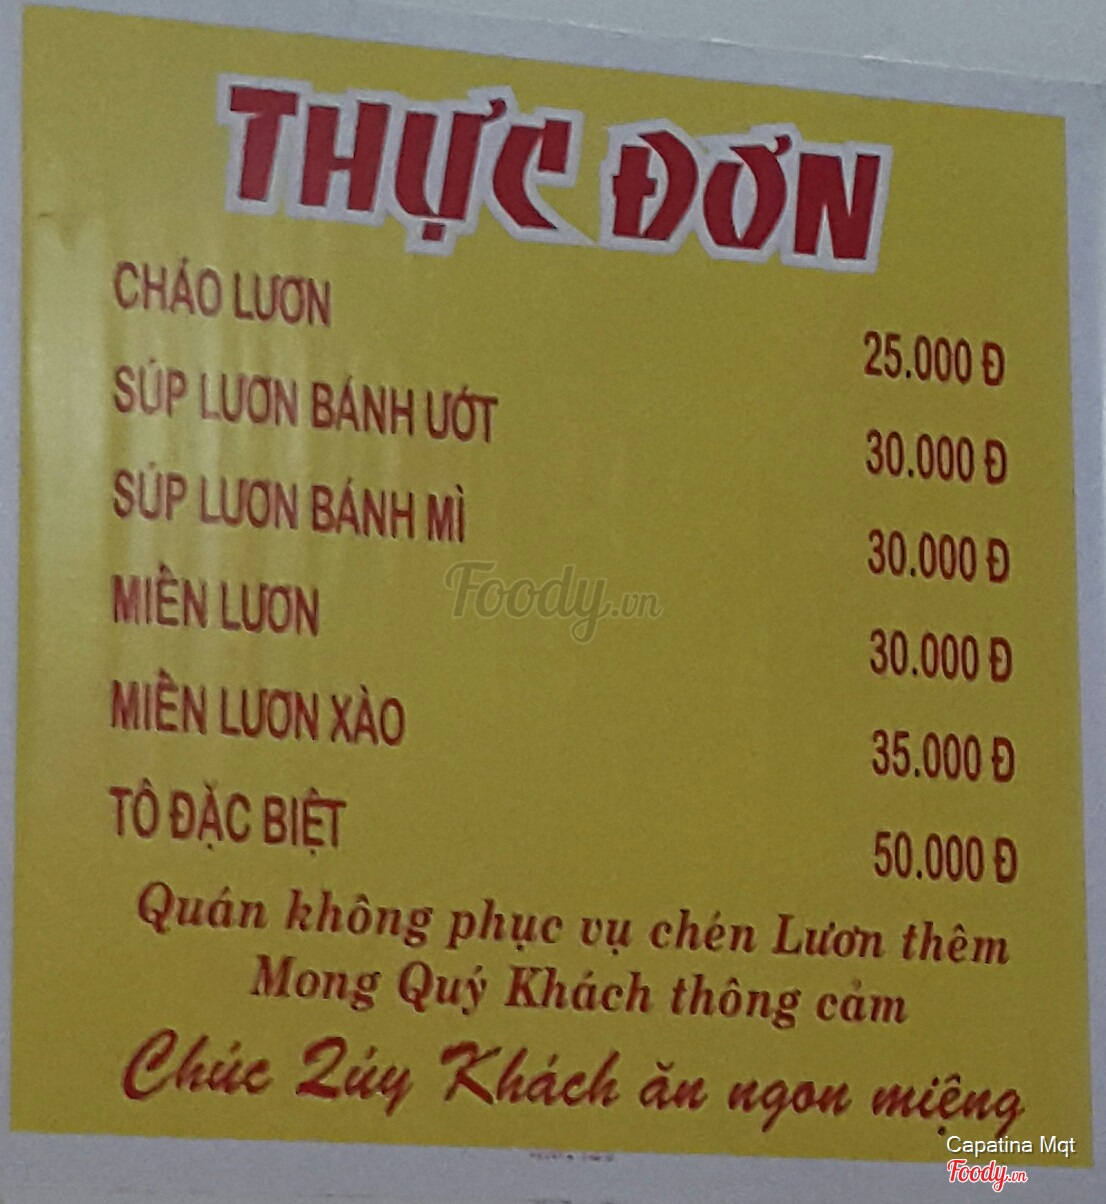 THỰC ĐƠN
CHÁO LƯƠN 25.000 Đ
SÚP LƯƠN BÁNH ƯỚT 30.000 Đ
SÚP LƯƠN BÁNH MÌ 30.000 Đ
MIẾN LƯƠN 30.000 Đ
MIẾN LƯƠN XÀO 35.000 Đ
TÔ ĐẶC BIỆT 50.000 Đ
Quán không phục vụ chén Lươn thêm
Mong Quý Khách thông cảm
Chúc Qúy Khách ăn ngon miệng
Foody.vn
Capatina Mqt
Foody.vn